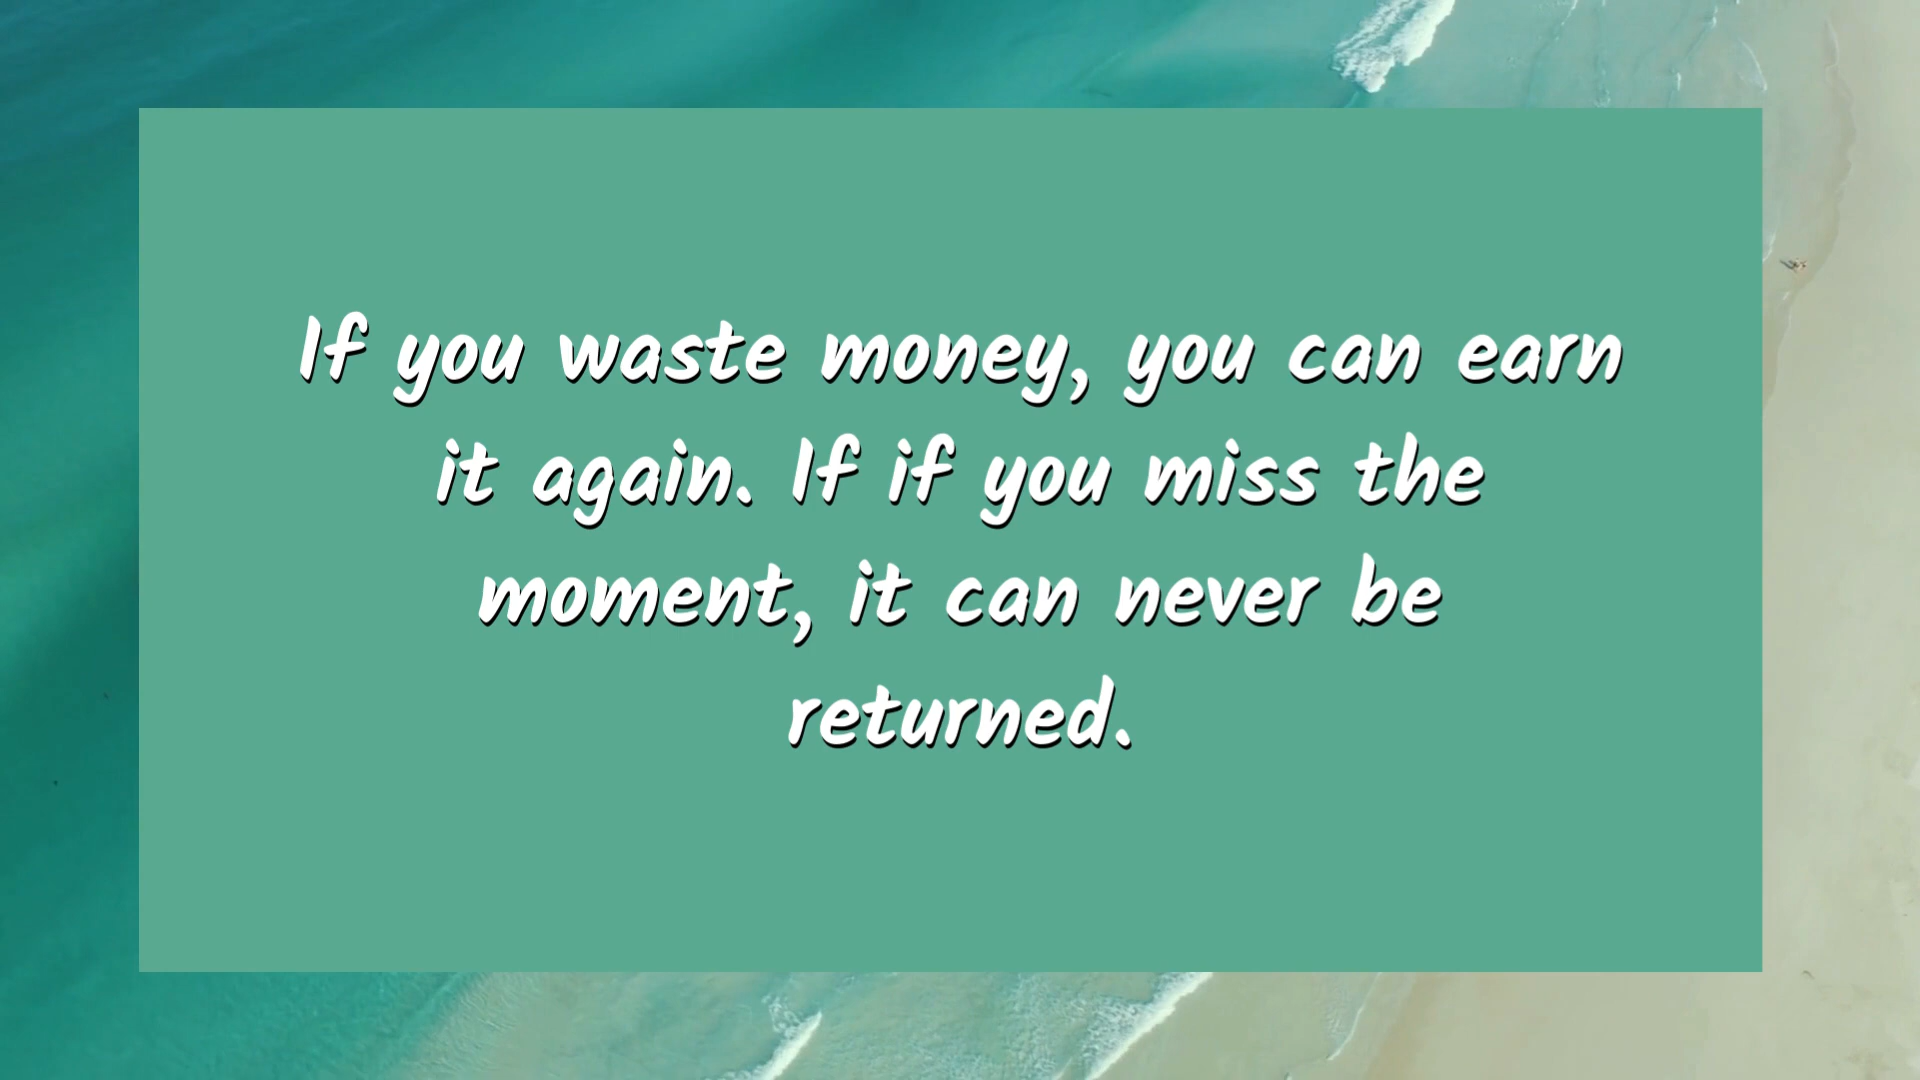 If you waste money, you can earn
it again. If if you miss the
moment, it can never be
returned.